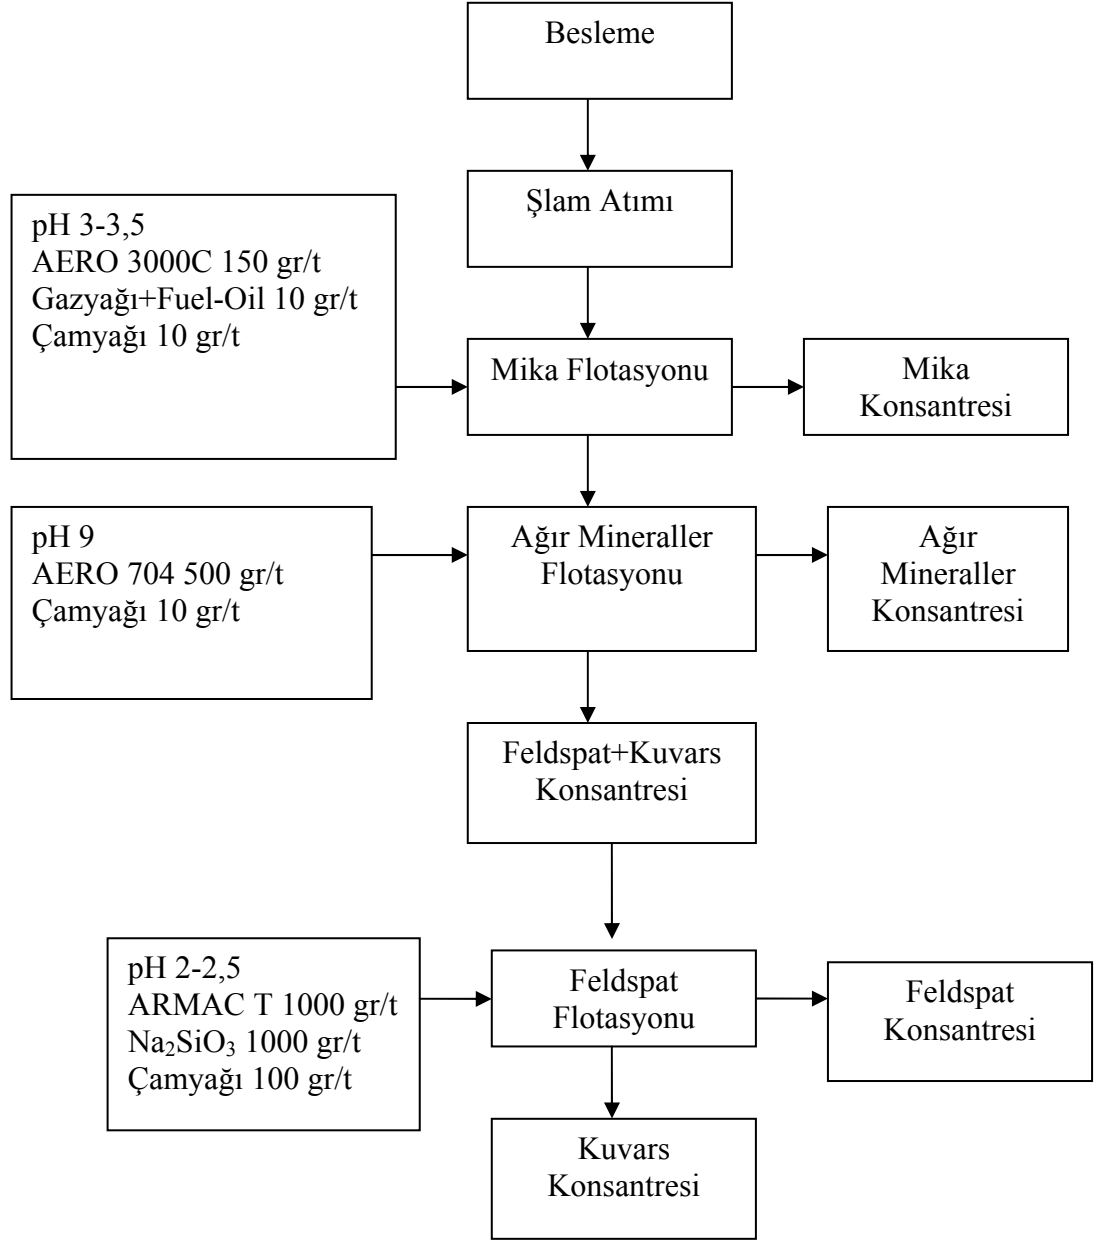 Besleme
Şlam Atımı
pH 3-3,5
AERO 3000C 150 gr/t
Gazyağı+Fuel-Oil 10 gr/t
Çamyağı 10 gr/t
Mika Flotasyonu
Mika
Konsantresi
pH 9
AERO 704 500 gr/t
Çamyağı 10 gr/t
Ağır Mineraller
Flotasyonu
Ağır
Mineraller
Konsantresi
Feldspat+Kuvars
Konsantresi
pH 2-2,5
ARMAC T 1000 gr/t
Na₂SiO₃ 1000 gr/t
Çamyağı 100 gr/t
Feldspat
Flotasyonu
Feldspat
Konsantresi
Kuvars
Konsantresi